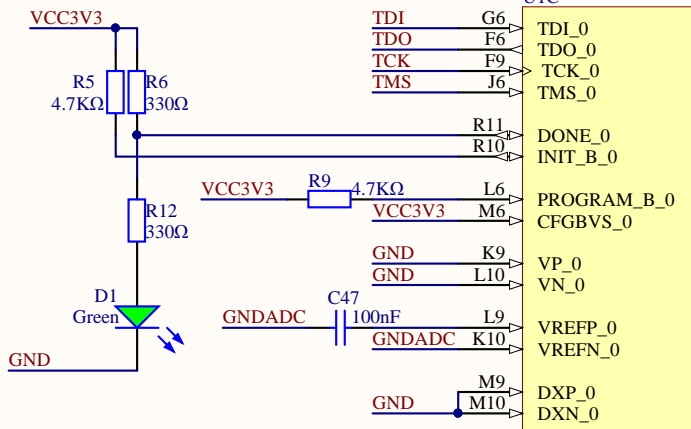 U1C
VCC3V3
TDI G6 TDI_0
TDO F6 TDO_0
TCK F9 TCK_0
TMS J6 TMS_0
R5 R6
4.7KΩ 330Ω
R11 DONE_0
R10 INIT_B_0
VCC3V3 R9 4.7KΩ L6 PROGRAM_B_0
VCC3V3 M6 CFGBVS_0
R12
330Ω
GND K9 VP_0
GND L10 VN_0
D1
Green
C47
GNDADC 100nF L9 VREFP_0
GNDADC K10 VREFN_0
GND
M9 DXP_0
GND M10 DXN_0